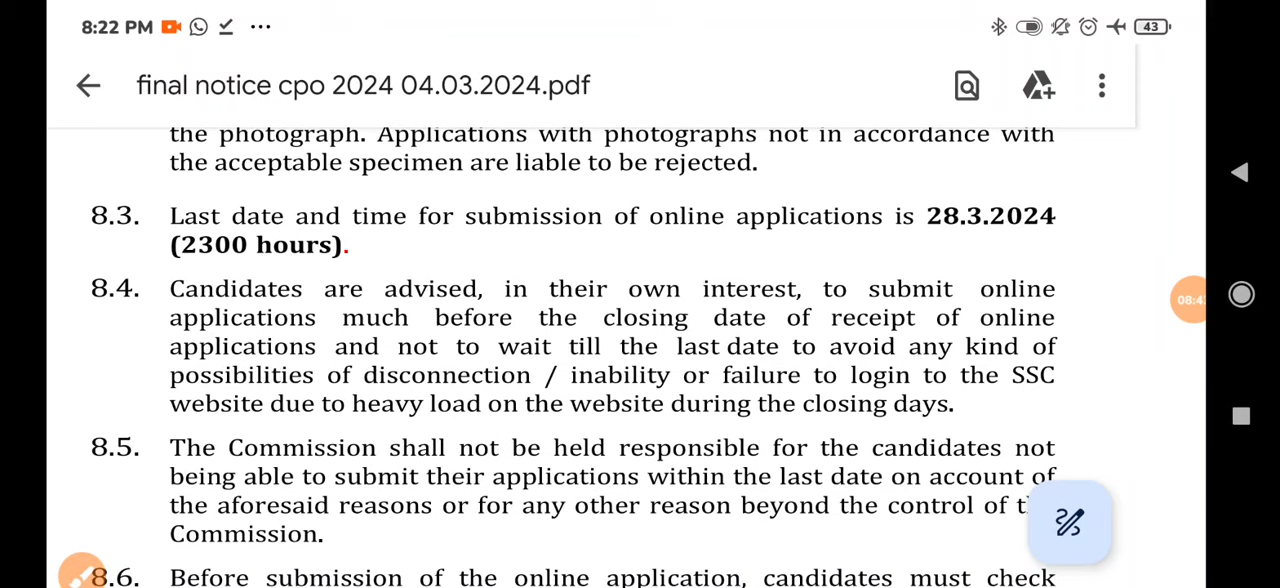 8:22 PM ...
43
final notice cpo 2024 04.03.2024.pdf
the photograph. Applications with photographs not in accordance with
the acceptable specimen are liable to be rejected.
8.3. Last date and time for submission of online applications is 28.3.2024
(2300 hours).
8.4. Candidates are advised, in their own interest, to submit online
applications much before the closing date of receipt of online
applications and not to wait till the last date to avoid any kind of
possibilities of disconnection / inability or failure to login to the SSC
website due to heavy load on the website during the closing days.
8.5. The Commission shall not be held responsible for the candidates not
being able to submit their applications within the last date on account of
the aforesaid reasons or for any other reason beyond the control of
Commission.
8.6. Before submission of the online application, candidates must check